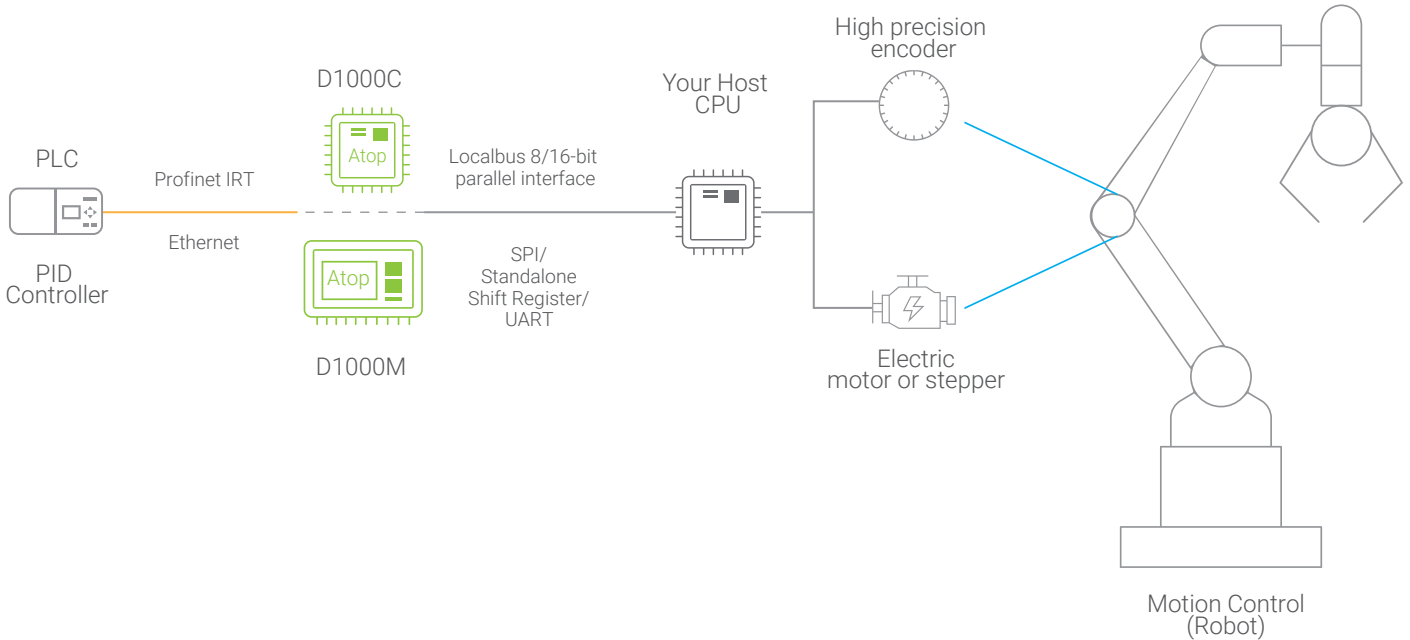 PLC
PID
Controller
Profinet IRT
Ethernet
D1000C
Atop
Atop
D1000M
Localbus 8/16-bit
parallel interface
SPI/
Standalone
Shift Register/
UART
Your Host
CPU
High precision
encoder
Electric
motor or stepper
Motion Control
(Robot)